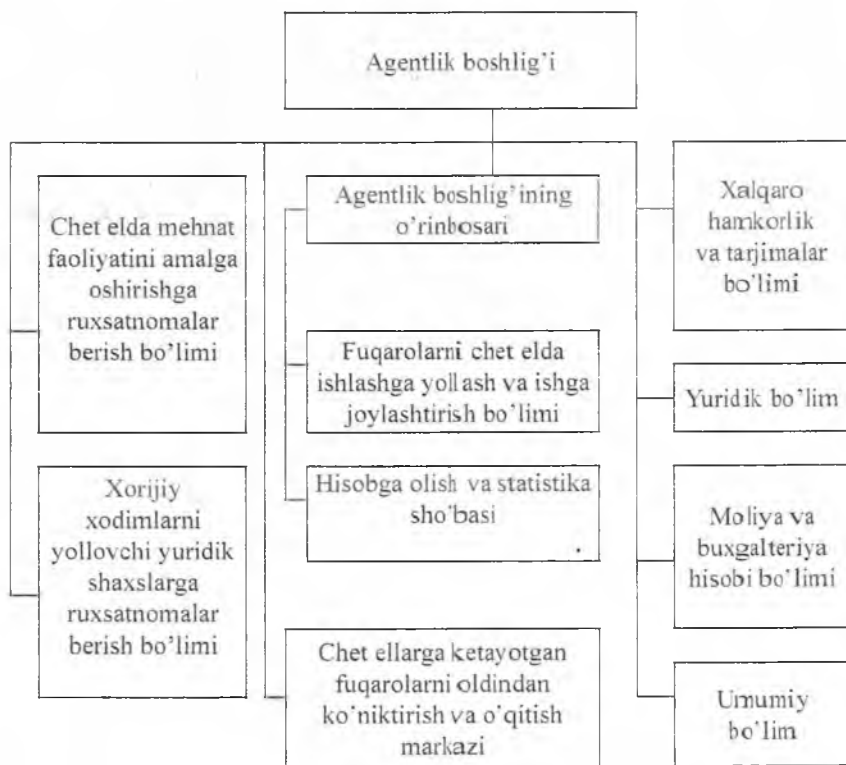 Agentlik boshlig’i
Agentlik boshlig’ining
o’rinbosari
Chet elda mehnat
faoliyatini amalga
oshirishga
ruxsatnomalar
berish bo’limi
Xorijiy
xodimlarni
yollovchi yuridik
shaxslarga
ruxsatnomalar
berish bo’limi
Fuqarolarni chet elda
ishlashga yollash va ishga
joylashtirish bo’limi
Hisobga olish va statistika
sho’basi
Chet ellarga ketayotgan
fuqarolarni oldindan
ko’niktirish va o’qitish
markazi
Xalqaro
hamkorlik
va tarjimalar
bo’limi
Yuridik bo’lim
Moliya va
buxgalteriya
hisobi bo’limi
Umumiy
bo’lim